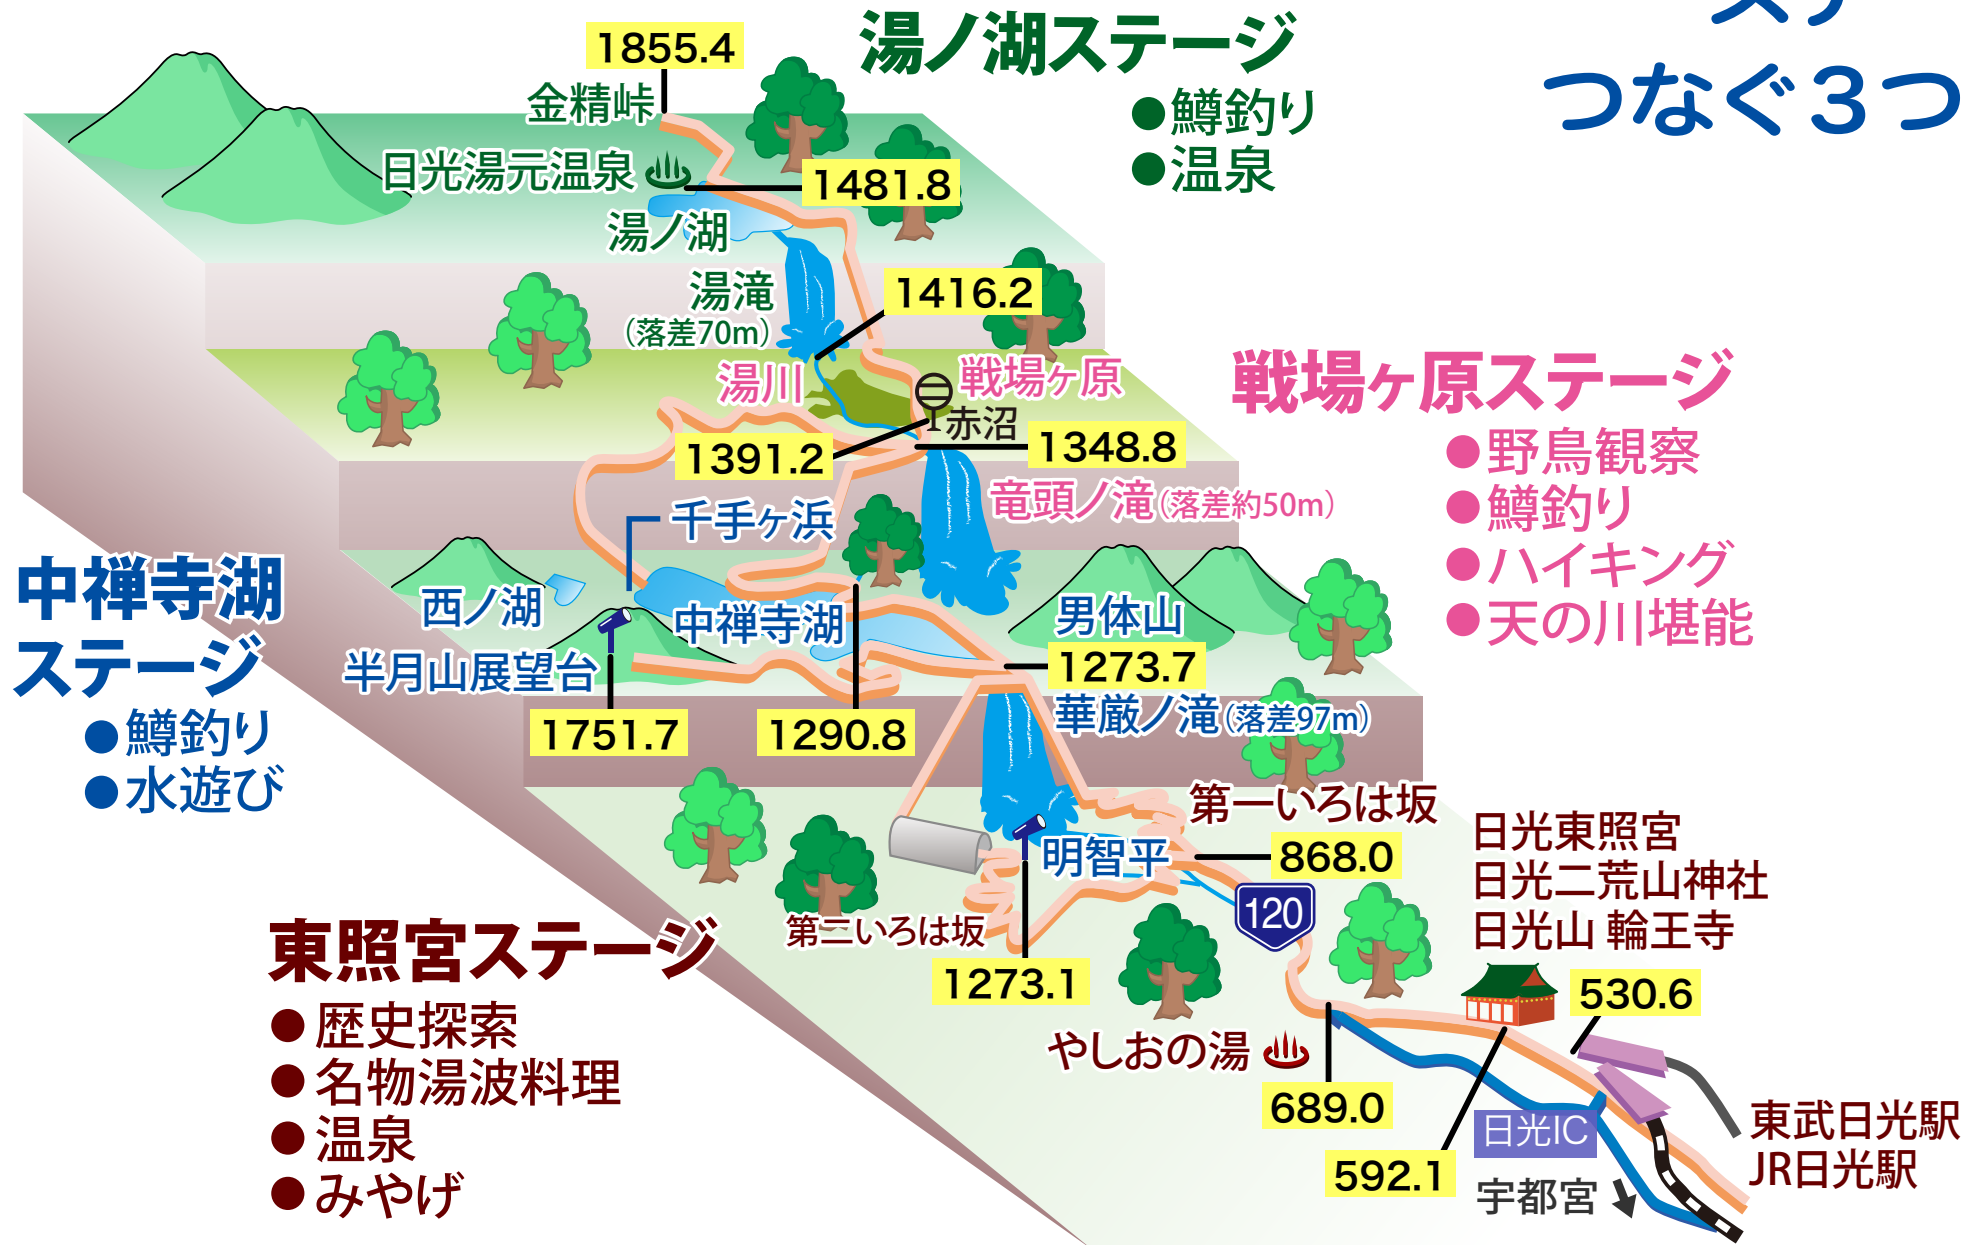 ステ
つなぐ３つ
湯ノ湖ステージ
●鱒釣り
●温泉
1855.4
金精峠
日光湯元温泉
1481.8
湯ノ湖
湯滝
（落差70m）
1416.2
湯川
戦場ヶ原
赤沼
1391.2
1348.8
竜頭ノ滝（落差約50m）
戦場ヶ原ステージ
●野鳥観察
●鱒釣り
●ハイキング
●天の川堪能
千手ヶ浜
西ノ湖
中禅寺湖
男体山
半月山展望台
1273.7
華厳ノ滝（落差97m）
1751.7
1290.8
中禅寺湖
ステージ
●鱒釣り
●水遊び
第一いろは坂
明智平
868.0
120
第二いろは坂
1273.1
日光東照宮
日光二荒山神社
日光山 輪王寺
530.6
やしおの湯
689.0
592.1
日光IC
宇都宮
東武日光駅
JR日光駅
東照宮ステージ
●歴史探索
●名物湯波料理
●温泉
●みやげ